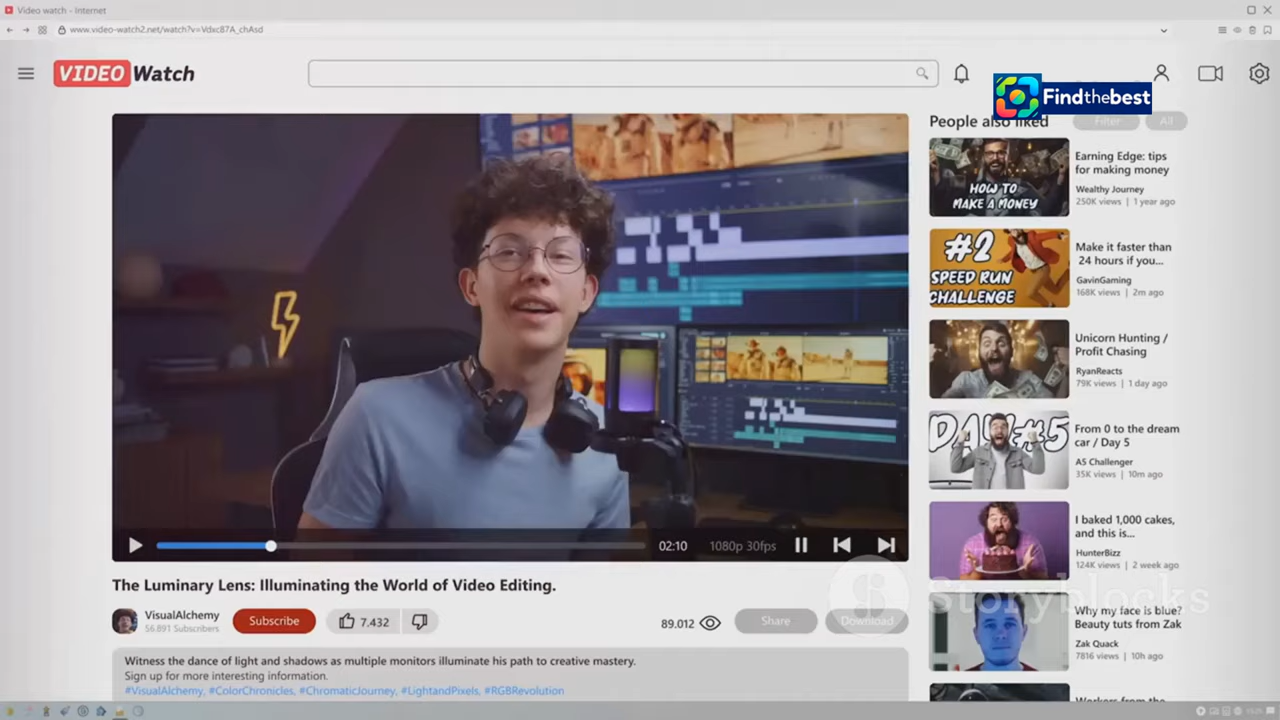 Video watch - Internet
www.video-watch2.net/watch?v=Vdxc87A_chAsd
VIDEO Watch
Findthebest
People also liked
Filter
All
HOW TO
MAKE A MONEY
Earning Edge: tips
for making money
Wealthy Journey
250K views | 1 year ago
#2
SPEED RUN
CHALLENGE
Make it faster than
24 hours if you...
GavinGaming
168K views | 2m ago
Unicorn Hunting /
Profit Chasing
RyanReacts
79K views | 1 day ago
DAY #5
From 0 to the dream
car / Day 5
AS Challenger
35K views | 10m ago
I baked 1,000 cakes,
and this is...
HunterBizz
124K views | 2 week ago
Why my face is blue?
Beauty tuts from Zak
Zak Quack
7816 views | 10h ago
Workers from the
02:10
1080p 30fps
The Luminary Lens: Illuminating the World of Video Editing.
VisualAlchemy
56.891 Subscribers
Subscribe
7.432
89.012
Share
Download
Storyblocks
Witness the dance of light and shadows as multiple monitors illuminate his path to creative mastery.
Sign up for more interesting information.
#VisualAlchemy, #ColorChronicles, #ChromaticJourney, #LightandPixels, #RGBRevolution